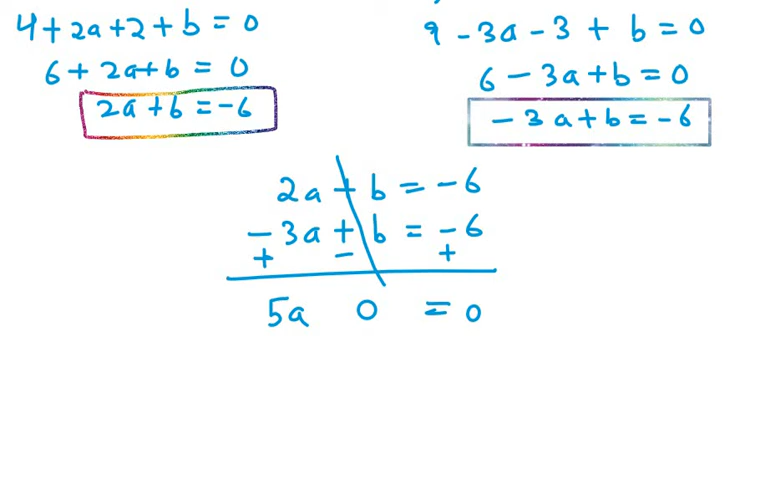 4 + 2a + 2 + b = 0
6 + 2a + b = 0
2a + b = -6
9 - 3a - 3 + b = 0
6 - 3a + b = 0
- 3a + b = -6
2a + b = -6
- 3a + b = -6
+ - +
5a 0 = 0